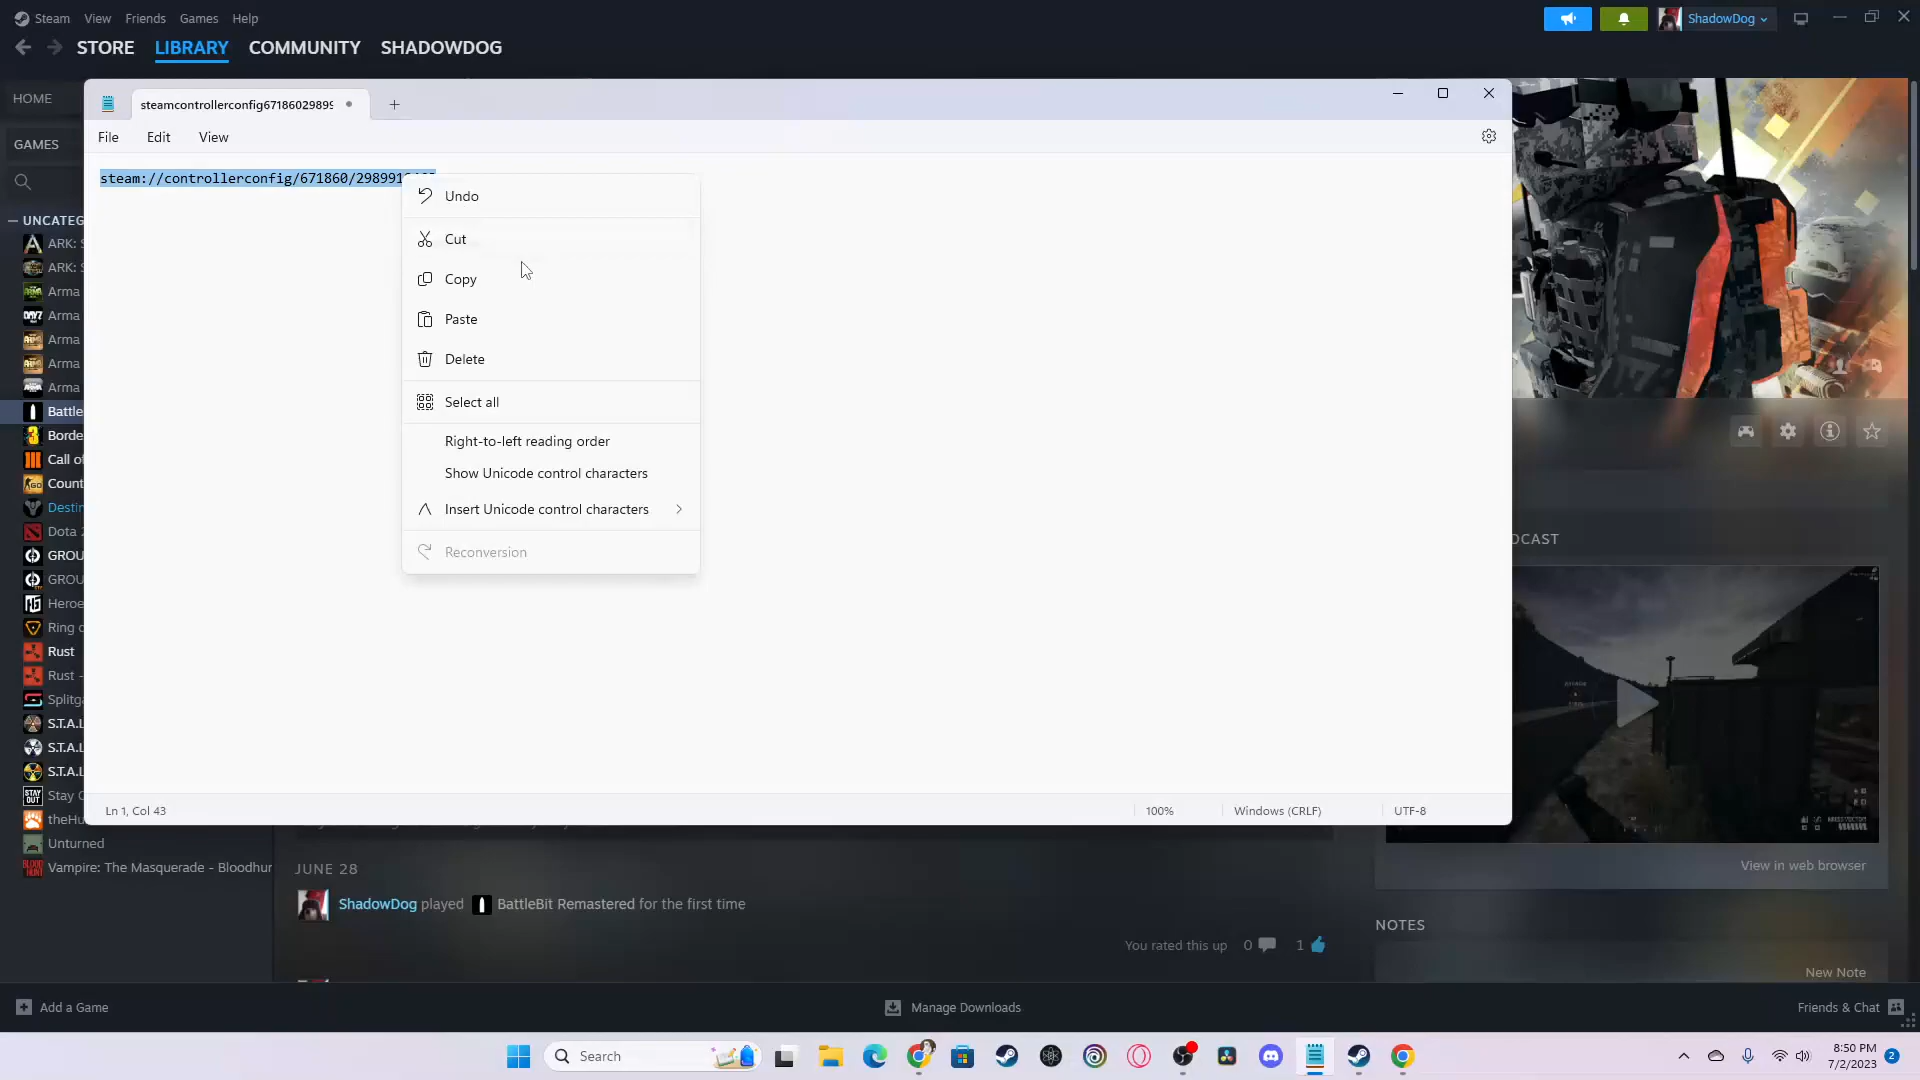 Steam View Friends Games Help
ShadowDog
STORE LIBRARY COMMUNITY SHADOWDOG
HOME
GAMES
steamcontrollerconfig67186029899
File Edit View
steam://controllerconfig/671860/298991
Undo
Cut
Copy
Paste
Delete
Select all
Right-to-left reading order
Show Unicode control characters
Insert Unicode control characters
Reconversion
Ln 1, Col 43
100%
Windows (CRLF)
UTF-8
UNCATEG
ARK: S
ARK: S
Arma
Arma
Arma
Arma
Arma
Battle
Borde
Call of
Count
Destin
Dota 2
GROU
GROU
Heroe
Ring o
Rust
Rust -
Splitga
S.T.A.L
S.T.A.L
S.T.A.L
Stay O
theHu
Unturned
Vampire: The Masquerade - Bloodhun
DCAST
View in web browser
JUNE 28
ShadowDog played BattleBit Remastered for the first time
You rated this up 0 1
NOTES
New Note
Add a Game
Manage Downloads
Friends & Chat
Search
8:50 PM
7/2/2023
2